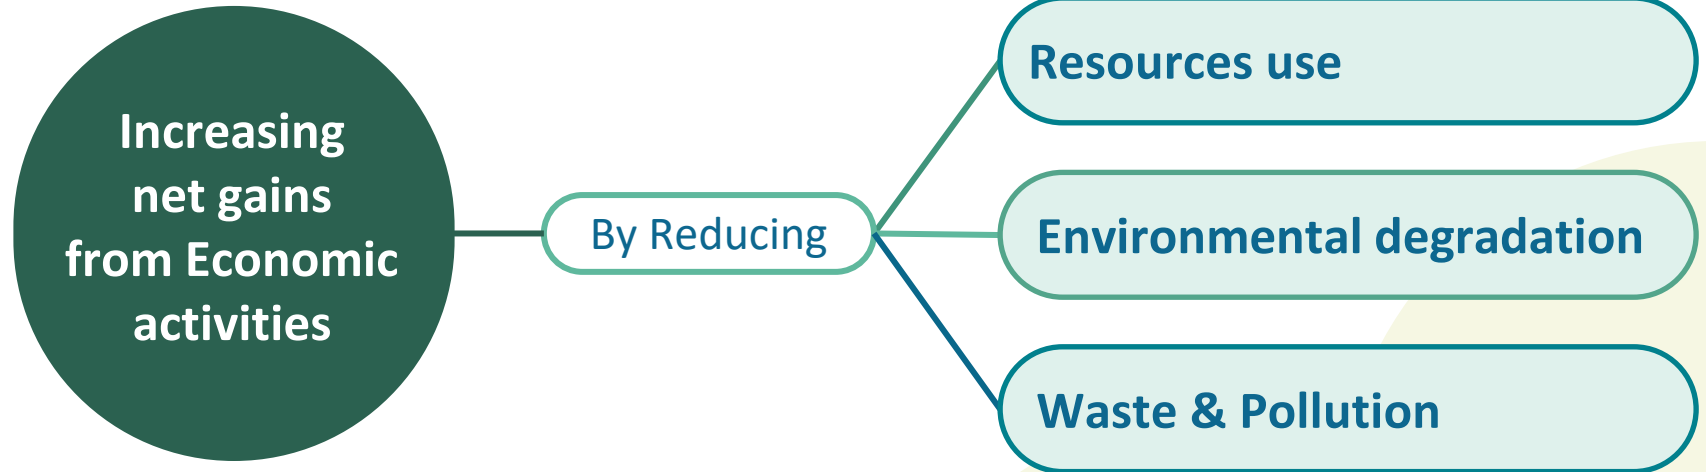 Increasing
net gains
from Economic
activities
By Reducing
Resources use
Environmental degradation
Waste & Pollution